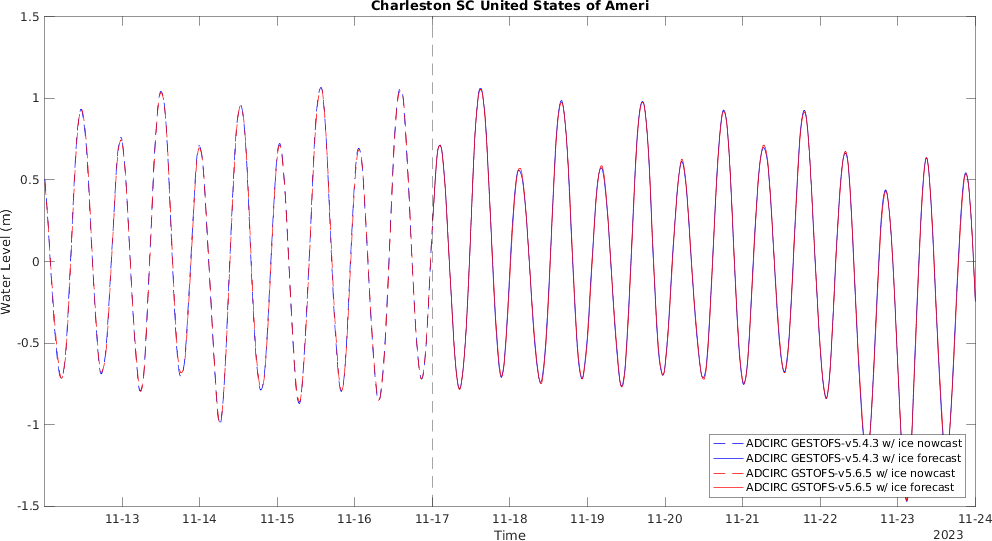 Charleston SC United States of Ameri
1.5
1
0.5
0
-0.5
-1
-1.5
Water Level (m)
11-13 11-14 11-15 11-16 11-17 11-18 11-19 11-20 11-21 11-22 11-23 11-24
Time
2023
ADCIRC GESTOFS-v5.4.3 w/ ice nowcast
ADCIRC GESTOFS-v5.4.3 w/ ice forecast
ADCIRC GSTOFS-v5.6.5 w/ ice nowcast
ADCIRC GSTOFS-v5.6.5 w/ ice forecast